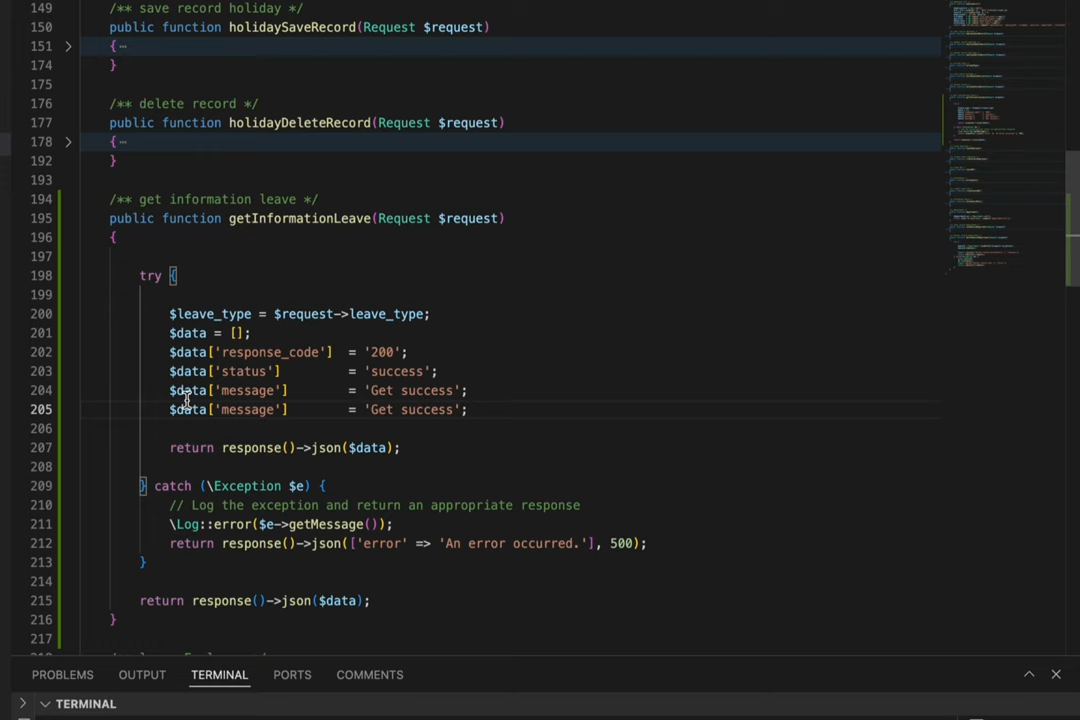 149 /** save record holiday */
150 public function holidaySaveRecord(Request $request)
151 {
174 }
175
176 /** delete record */
177 public function holidayDeleteRecord(Request $request)
178 {
192 }
193
194 /** get information leave */
195 public function getInformationLeave(Request $request)
196 {
197
198 try {
199
200 $leave_type = $request->leave_type;
201 $data = [];
202 $data['response_code'] = '200';
203 $data['status'] = 'success';
204 $data['message'] = 'Get success';
205 $data['message'] = 'Get success';
206
207 return response()->json($data);
208
209 } catch (\Exception $e) {
210 // Log the exception and return an appropriate response
211 \Log::error($e->getMessage());
212 return response()->json(['error' => 'An error occurred.'], 500);
213 }
214
215 return response()->json($data);
216 }
217
PROBLEMS OUTPUT TERMINAL PORTS COMMENTS
TERMINAL